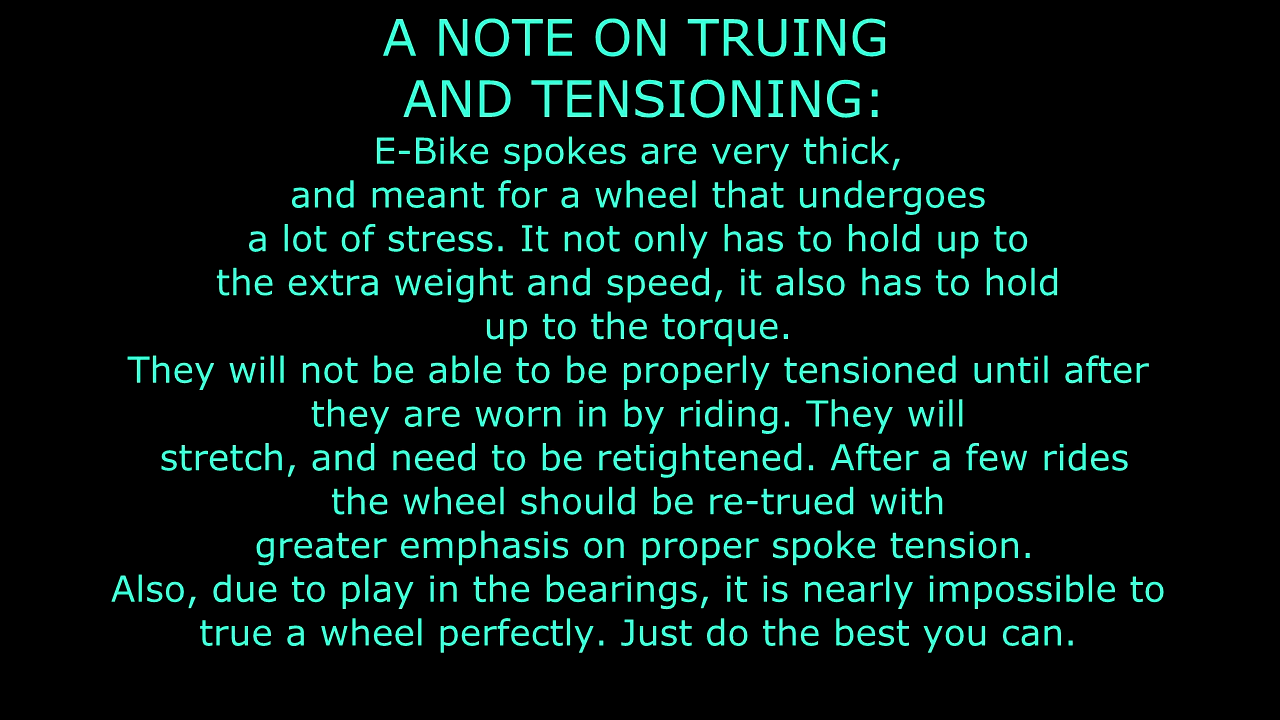 A NOTE ON TRUING
AND TENSIONING:
E-Bike spokes are very thick,
and meant for a wheel that undergoes
a lot of stress. It not only has to hold up to
the extra weight and speed, it also has to hold
up to the torque.
They will not be able to be properly tensioned until after
they are worn in by riding. They will
stretch, and need to be retightened. After a few rides
the wheel should be re-trued with
greater emphasis on proper spoke tension.
Also, due to play in the bearings, it is nearly impossible to
true a wheel perfectly. Just do the best you can.